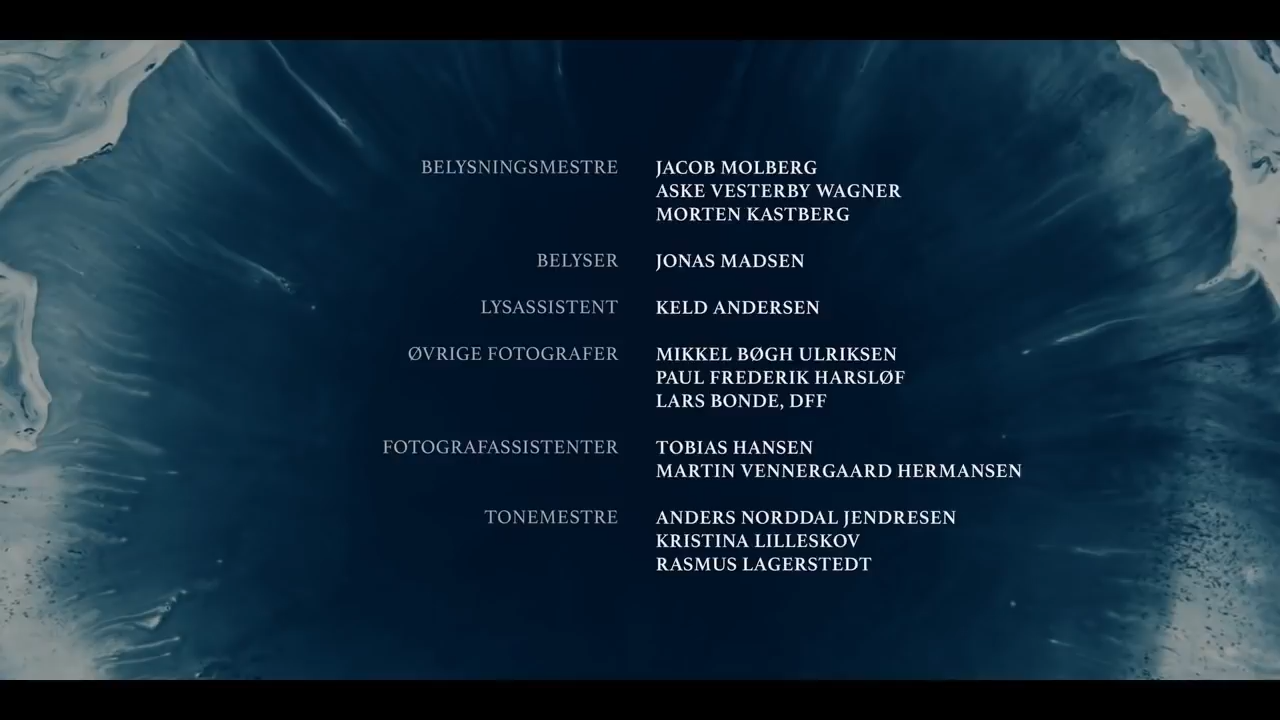 BELYSNINGSMESTRE JACOB MOLBERG
ASKE VESTERBY WAGNER
MORTEN KASTBERG
BELYSER JONAS MADSEN
LYSASSISTENT KELD ANDERSEN
ØVRIGE FOTOGRAFER MIKKEL BØGH ULRIKSEN
PAUL FREDERIK HARSLØF
LARS BONDE, DFF
FOTOGRAFASSISTENTER TOBIAS HANSEN
MARTIN VENNERGAARD HERMANSEN
TONEMESTRE ANDERS NORDDAL JENDRESEN
KRISTINA LILLESKOV
RASMUS LAGERSTEDT